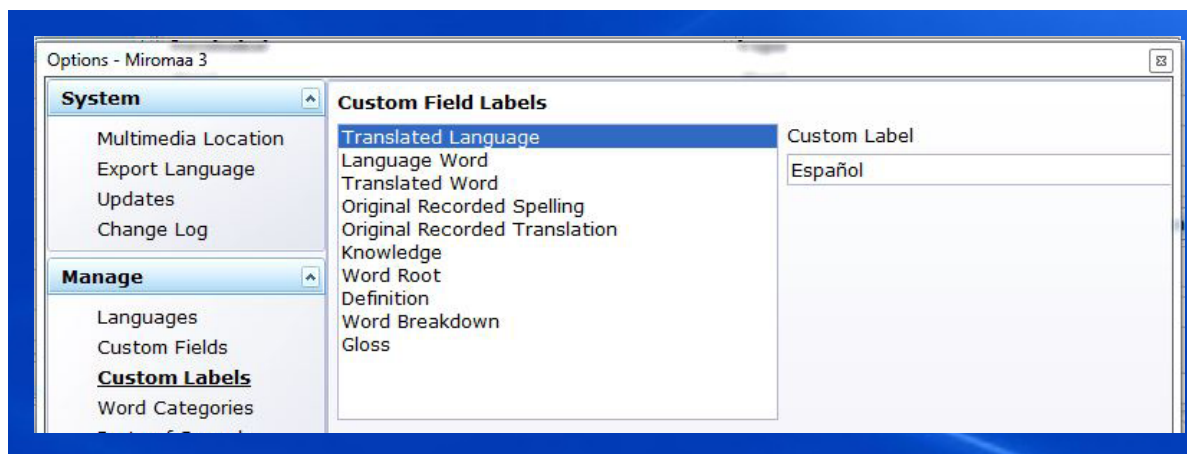 Options - Miromaa 3
System
Multimedia Location
Export Language
Updates
Change Log
Manage
Languages
Custom Fields
Custom Labels
Word Categories
Custom Field Labels
Translated Language
Language Word
Translated Word
Original Recorded Spelling
Original Recorded Translation
Knowledge
Word Root
Definition
Word Breakdown
Gloss
Custom Label
Español